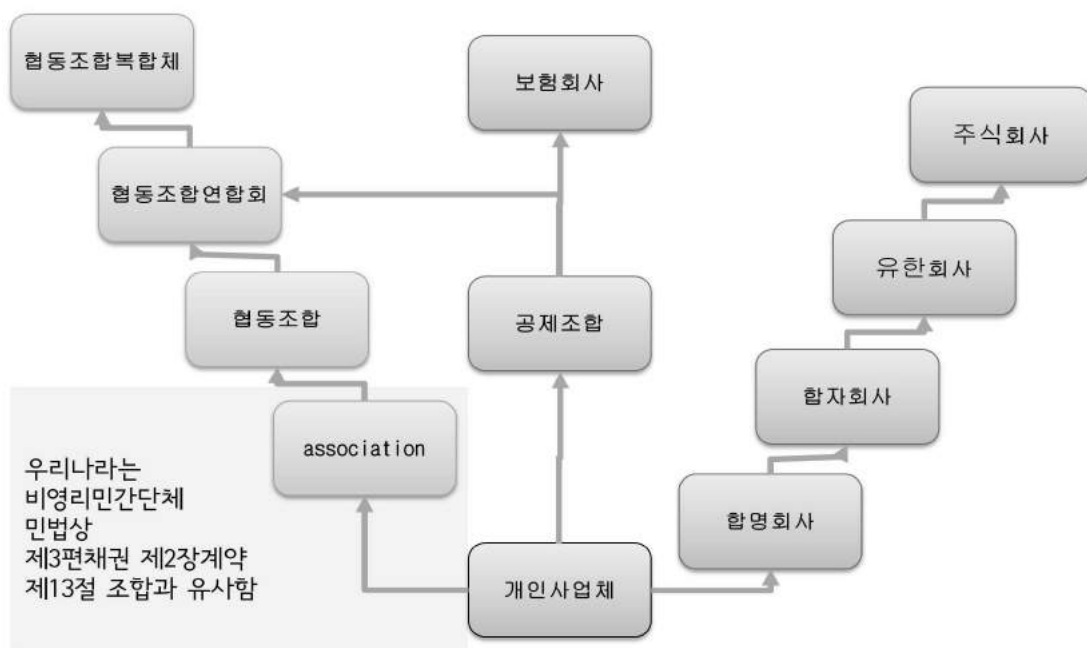 협동조합복합체
보험회사
주식회사
협동조합연합회
유한회사
협동조합
공제조합
합자회사
association
우리나라는
비영리민간단체
민법상
제3편채권 제2장계약
제13절 조합과 유사함
합명회사
개인사업체